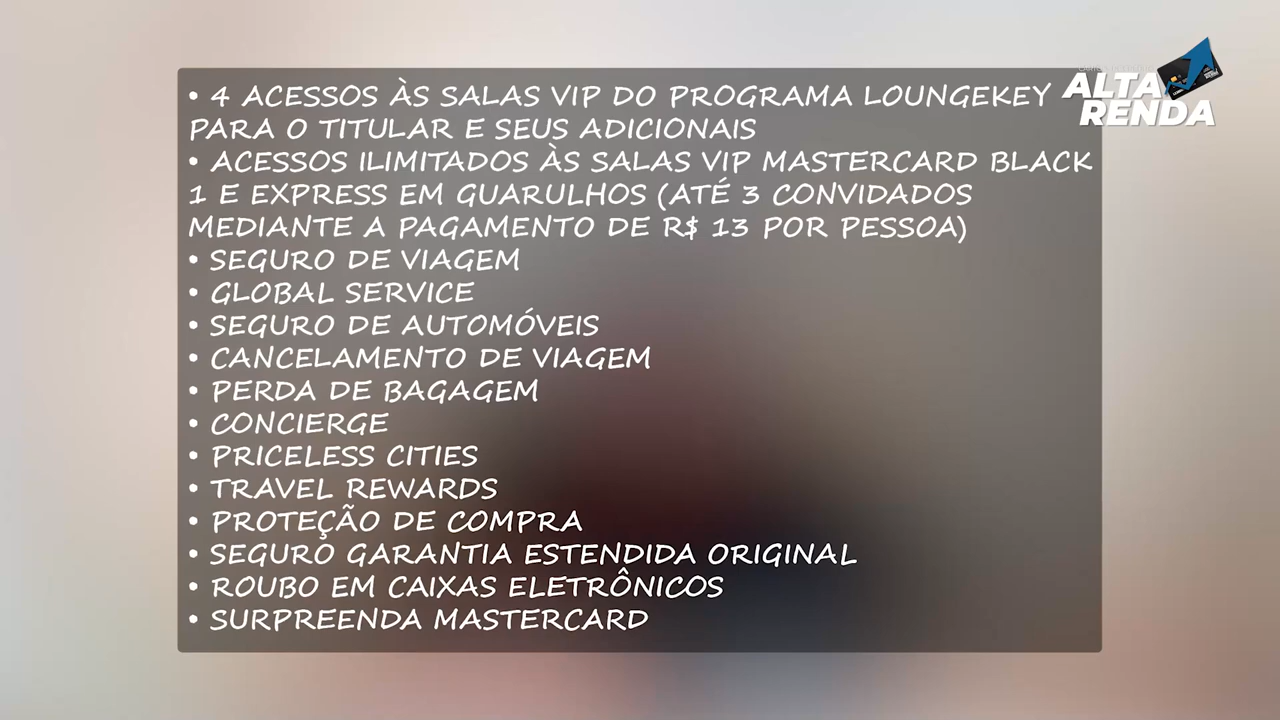 • 4 ACESSOS ÀS SALAS VIP DO PROGRAMA LOUNGEKEY
PARA O TITULAR E SEUS ADICIONAIS
• ACESSOS ILIMITADOS ÀS SALAS VIP MASTERCARD BLACK
1 E EXPRESS EM GUARULHOS (ATÉ 3 CONVIDADOS
MEDIANTE A PAGAMENTO DE R$ 13 POR PESSOA)
• SEGURO DE VIAGEM
• GLOBAL SERVICE
• SEGURO DE AUTOMÓVEIS
• CANCELAMENTO DE VIAGEM
• PERDA DE BAGAGEM
• CONCIERGE
• PRICELESS CITIES
• TRAVEL REWARDS
• PROTEÇÃO DE COMPRA
• SEGURO GARANTIA ESTENDIDA ORIGINAL
• ROUBO EM CAIXAS ELETRÔNICOS
• SURPREENDA MASTERCARD
ALTA
RENDA